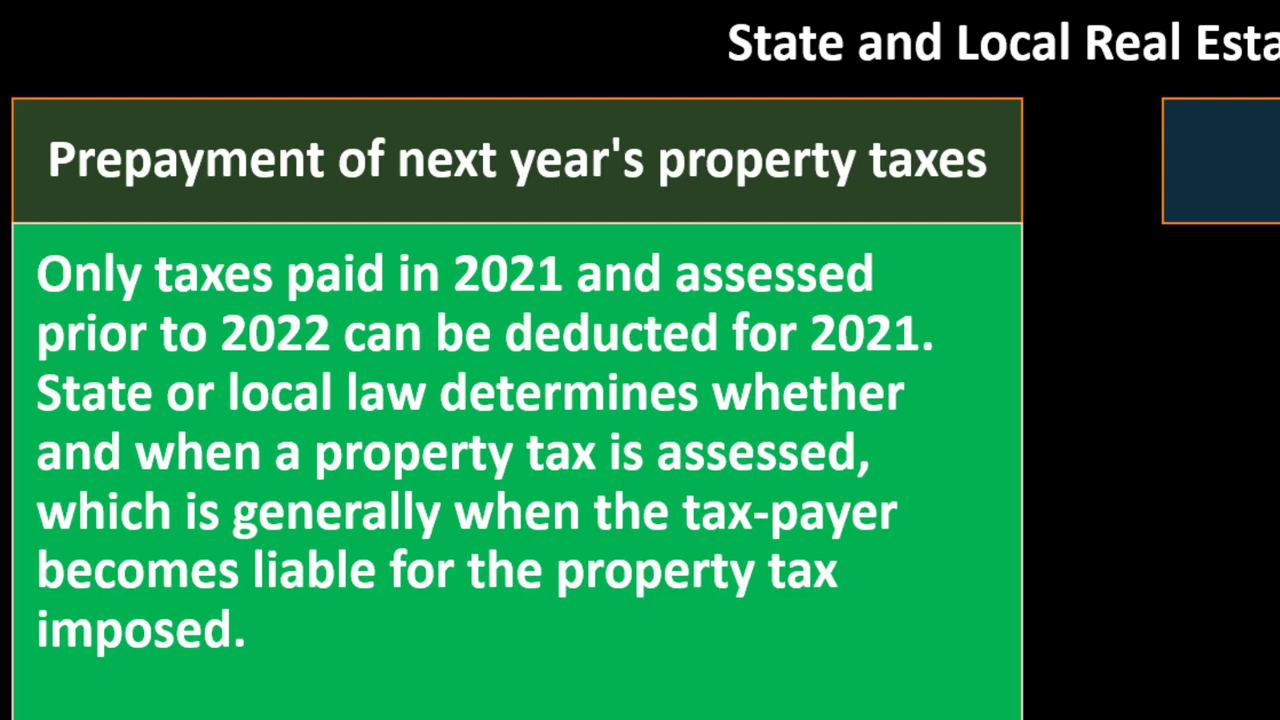 State and Local Real Esta
Prepayment of next year's property taxes
Only taxes paid in 2021 and assessed
prior to 2022 can be deducted for 2021.
State or local law determines whether
and when a property tax is assessed,
which is generally when the tax-payer
becomes liable for the property tax
imposed.